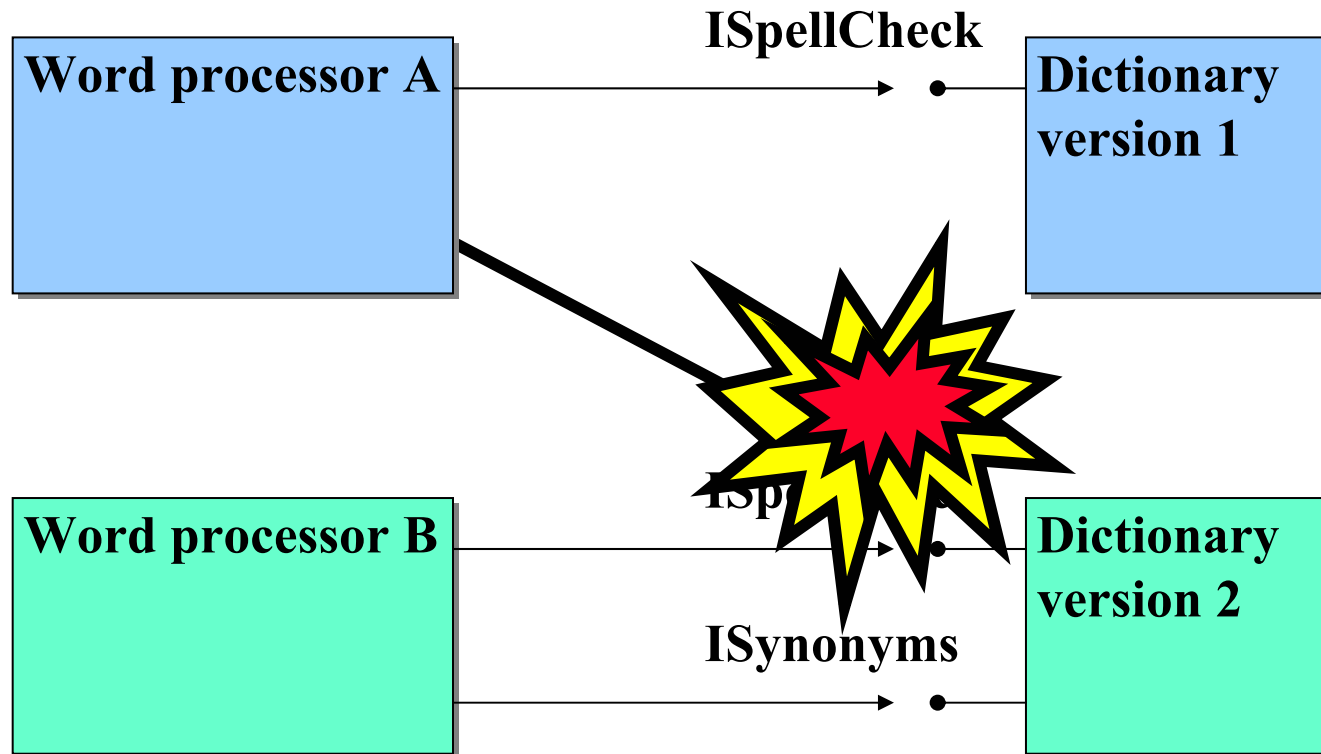 ISpellCheck
Word processor A
Dictionary
version 1
Word processor B
Dictionary
version 2
ISynonyms